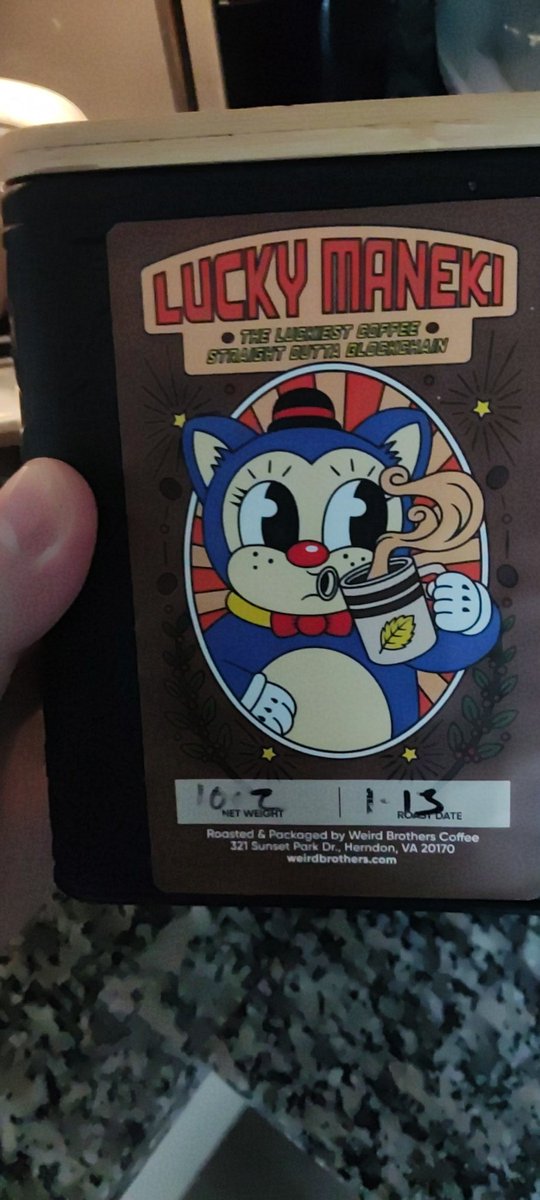 LUCKY MANEKI
THE LUCKIEST COFFEE
STRAIGHT OUTTA BLOCKCHAIN
10oz 1-13
NET WEIGHT ROAST DATE
Roasted & Packaged by Weird Brothers Coffee
321 Sunset Park Dr., Herndon, VA 20170
weirdbrothers.com